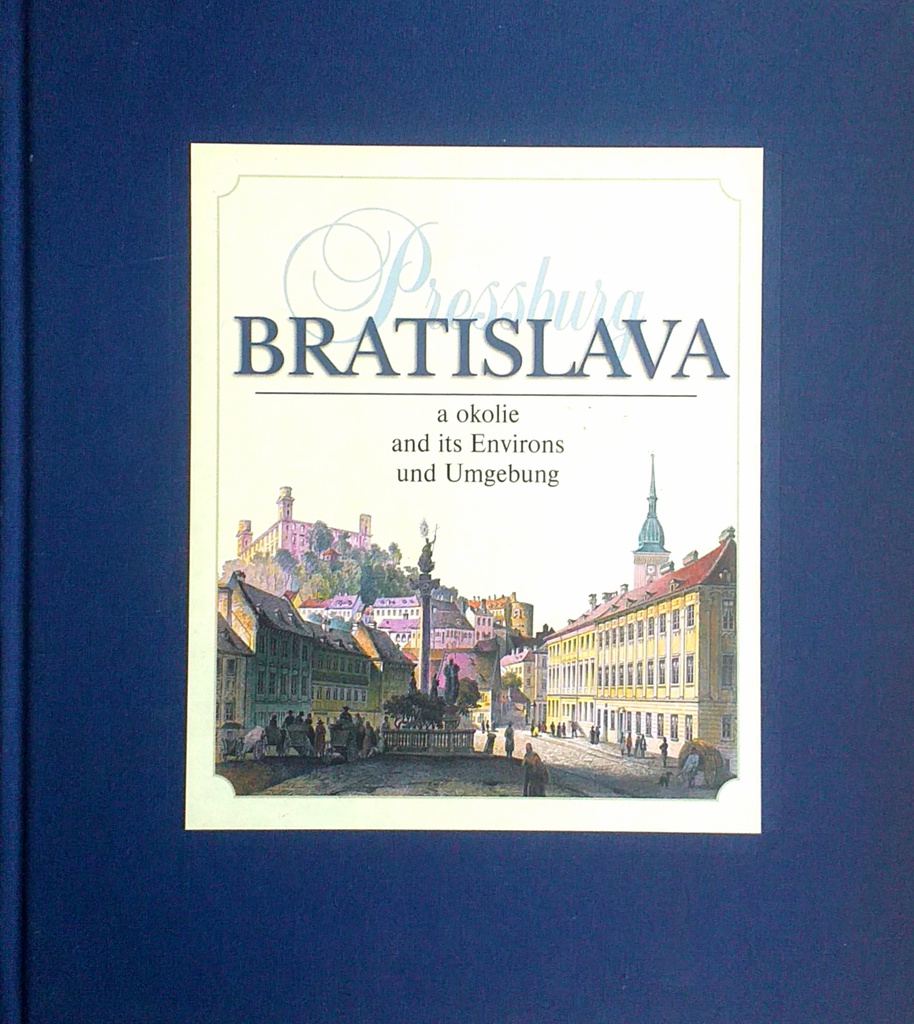 Pressburg
BRATISLAVA
a okolie
and its Environs
und Umgebung